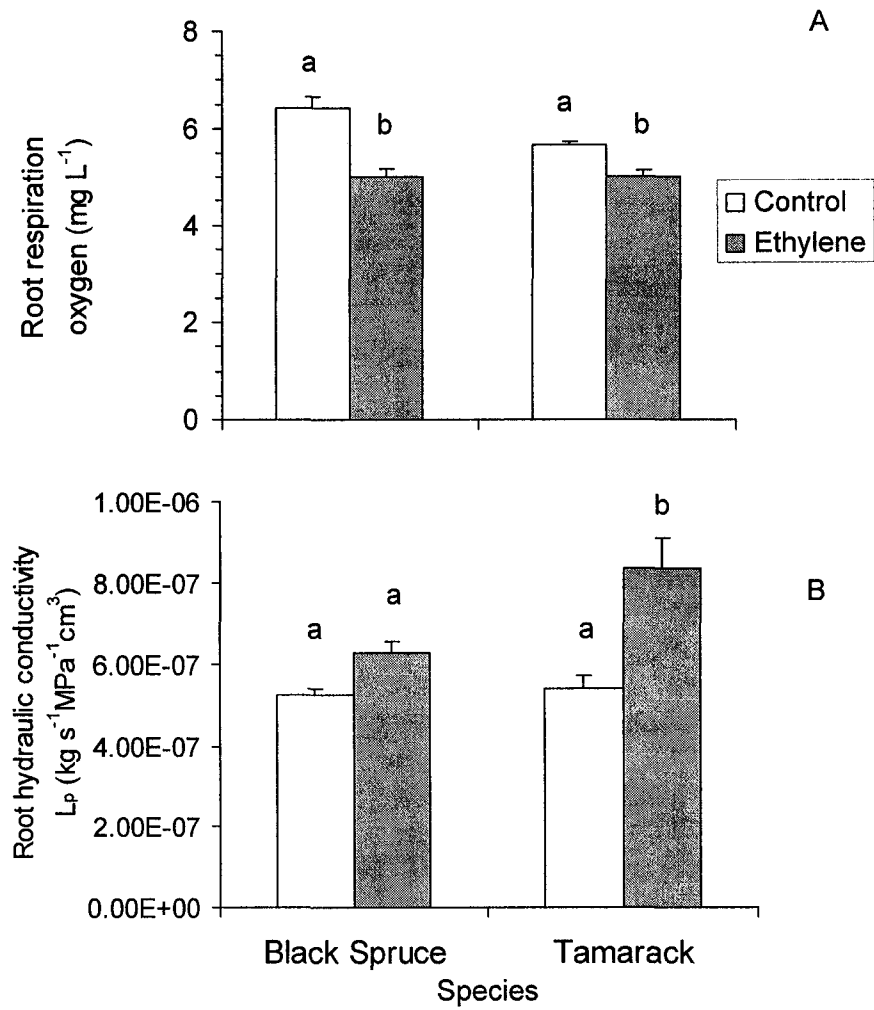 A
8
6
4
2
0
Root respiration
oxygen (mg L⁻¹)
a
b
a
b
Control
Ethylene
B
1.00E-06
8.00E-07
6.00E-07
4.00E-07
2.00E-07
0.00E+00
Root hydraulic conductivity
Lₚ (kg s⁻¹MPa⁻¹cm³)
a
a
a
b
Black Spruce
Tamarack
Species